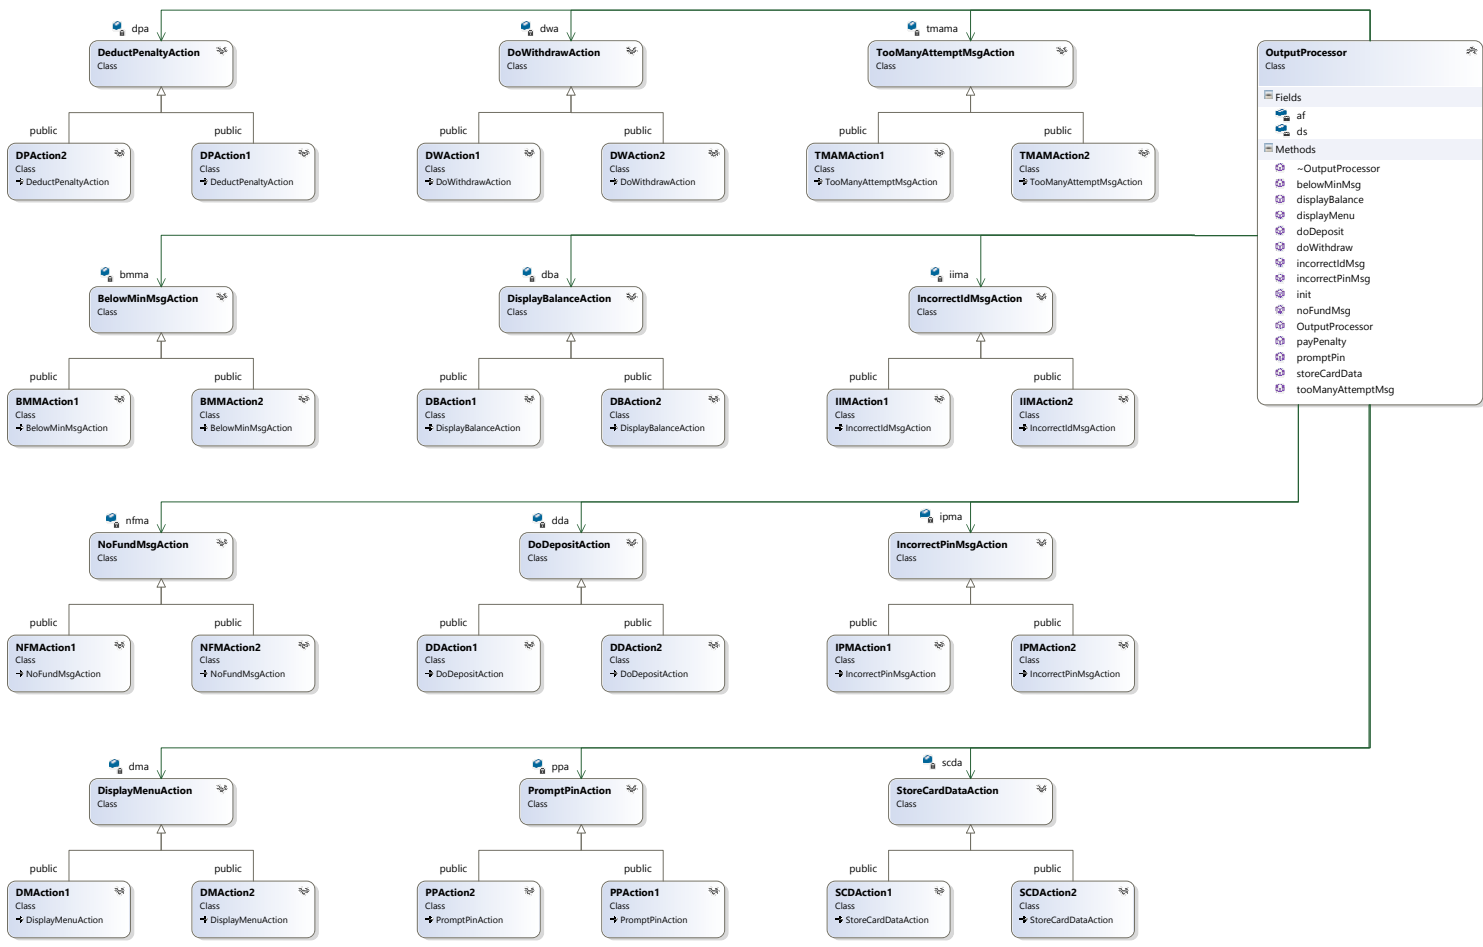 dpa
DeductPenaltyAction
Class
public
public
DPAction2
Class
DeductPenaltyAction
DPAction1
Class
DeductPenaltyAction
dwa
DoWithdrawAction
Class
public
public
DWAction1
Class
DoWithdrawAction
DWAction2
Class
DoWithdrawAction
tmama
TooManyAttemptMsgAction
Class
public
public
TMAMAction1
Class
TooManyAttemptMsgAction
TMAMAction2
Class
TooManyAttemptMsgAction
OutputProcessor
Class
Fields
af
ds
Methods
~OutputProcessor
belowMinMsg
displayBalance
displayMenu
doDeposit
doWithdraw
incorrectIdMsg
incorrectPinMsg
init
noFundMsg
OutputProcessor
payPenalty
promptPin
storeCardData
tooManyAttemptMsg
bmma
BelowMinMsgAction
Class
public
public
BMMAction1
Class
BelowMinMsgAction
BMMAction2
Class
BelowMinMsgAction
dba
DisplayBalanceAction
Class
public
public
DBAction1
Class
DisplayBalanceAction
DBAction2
Class
DisplayBalanceAction
iima
IncorrectIdMsgAction
Class
public
public
IIMAction1
Class
IncorrectIdMsgAction
IIMAction2
Class
IncorrectIdMsgAction
nfma
NoFundMsgAction
Class
public
public
NFMAction1
Class
NoFundMsgAction
NFMAction2
Class
NoFundMsgAction
dda
DoDepositAction
Class
public
public
DDAction1
Class
DoDepositAction
DDAction2
Class
DoDepositAction
ipma
IncorrectPinMsgAction
Class
public
public
IPMAction1
Class
IncorrectPinMsgAction
IPMAction2
Class
IncorrectPinMsgAction
dma
DisplayMenuAction
Class
public
public
DMAction1
Class
DisplayMenuAction
DMAction2
Class
DisplayMenuAction
ppa
PromptPinAction
Class
public
public
PPAction2
Class
PromptPinAction
PPAction1
Class
PromptPinAction
scda
StoreCardDataAction
Class
public
public
SCDAction1
Class
StoreCardDataAction
SCDAction2
Class
StoreCardDataAction